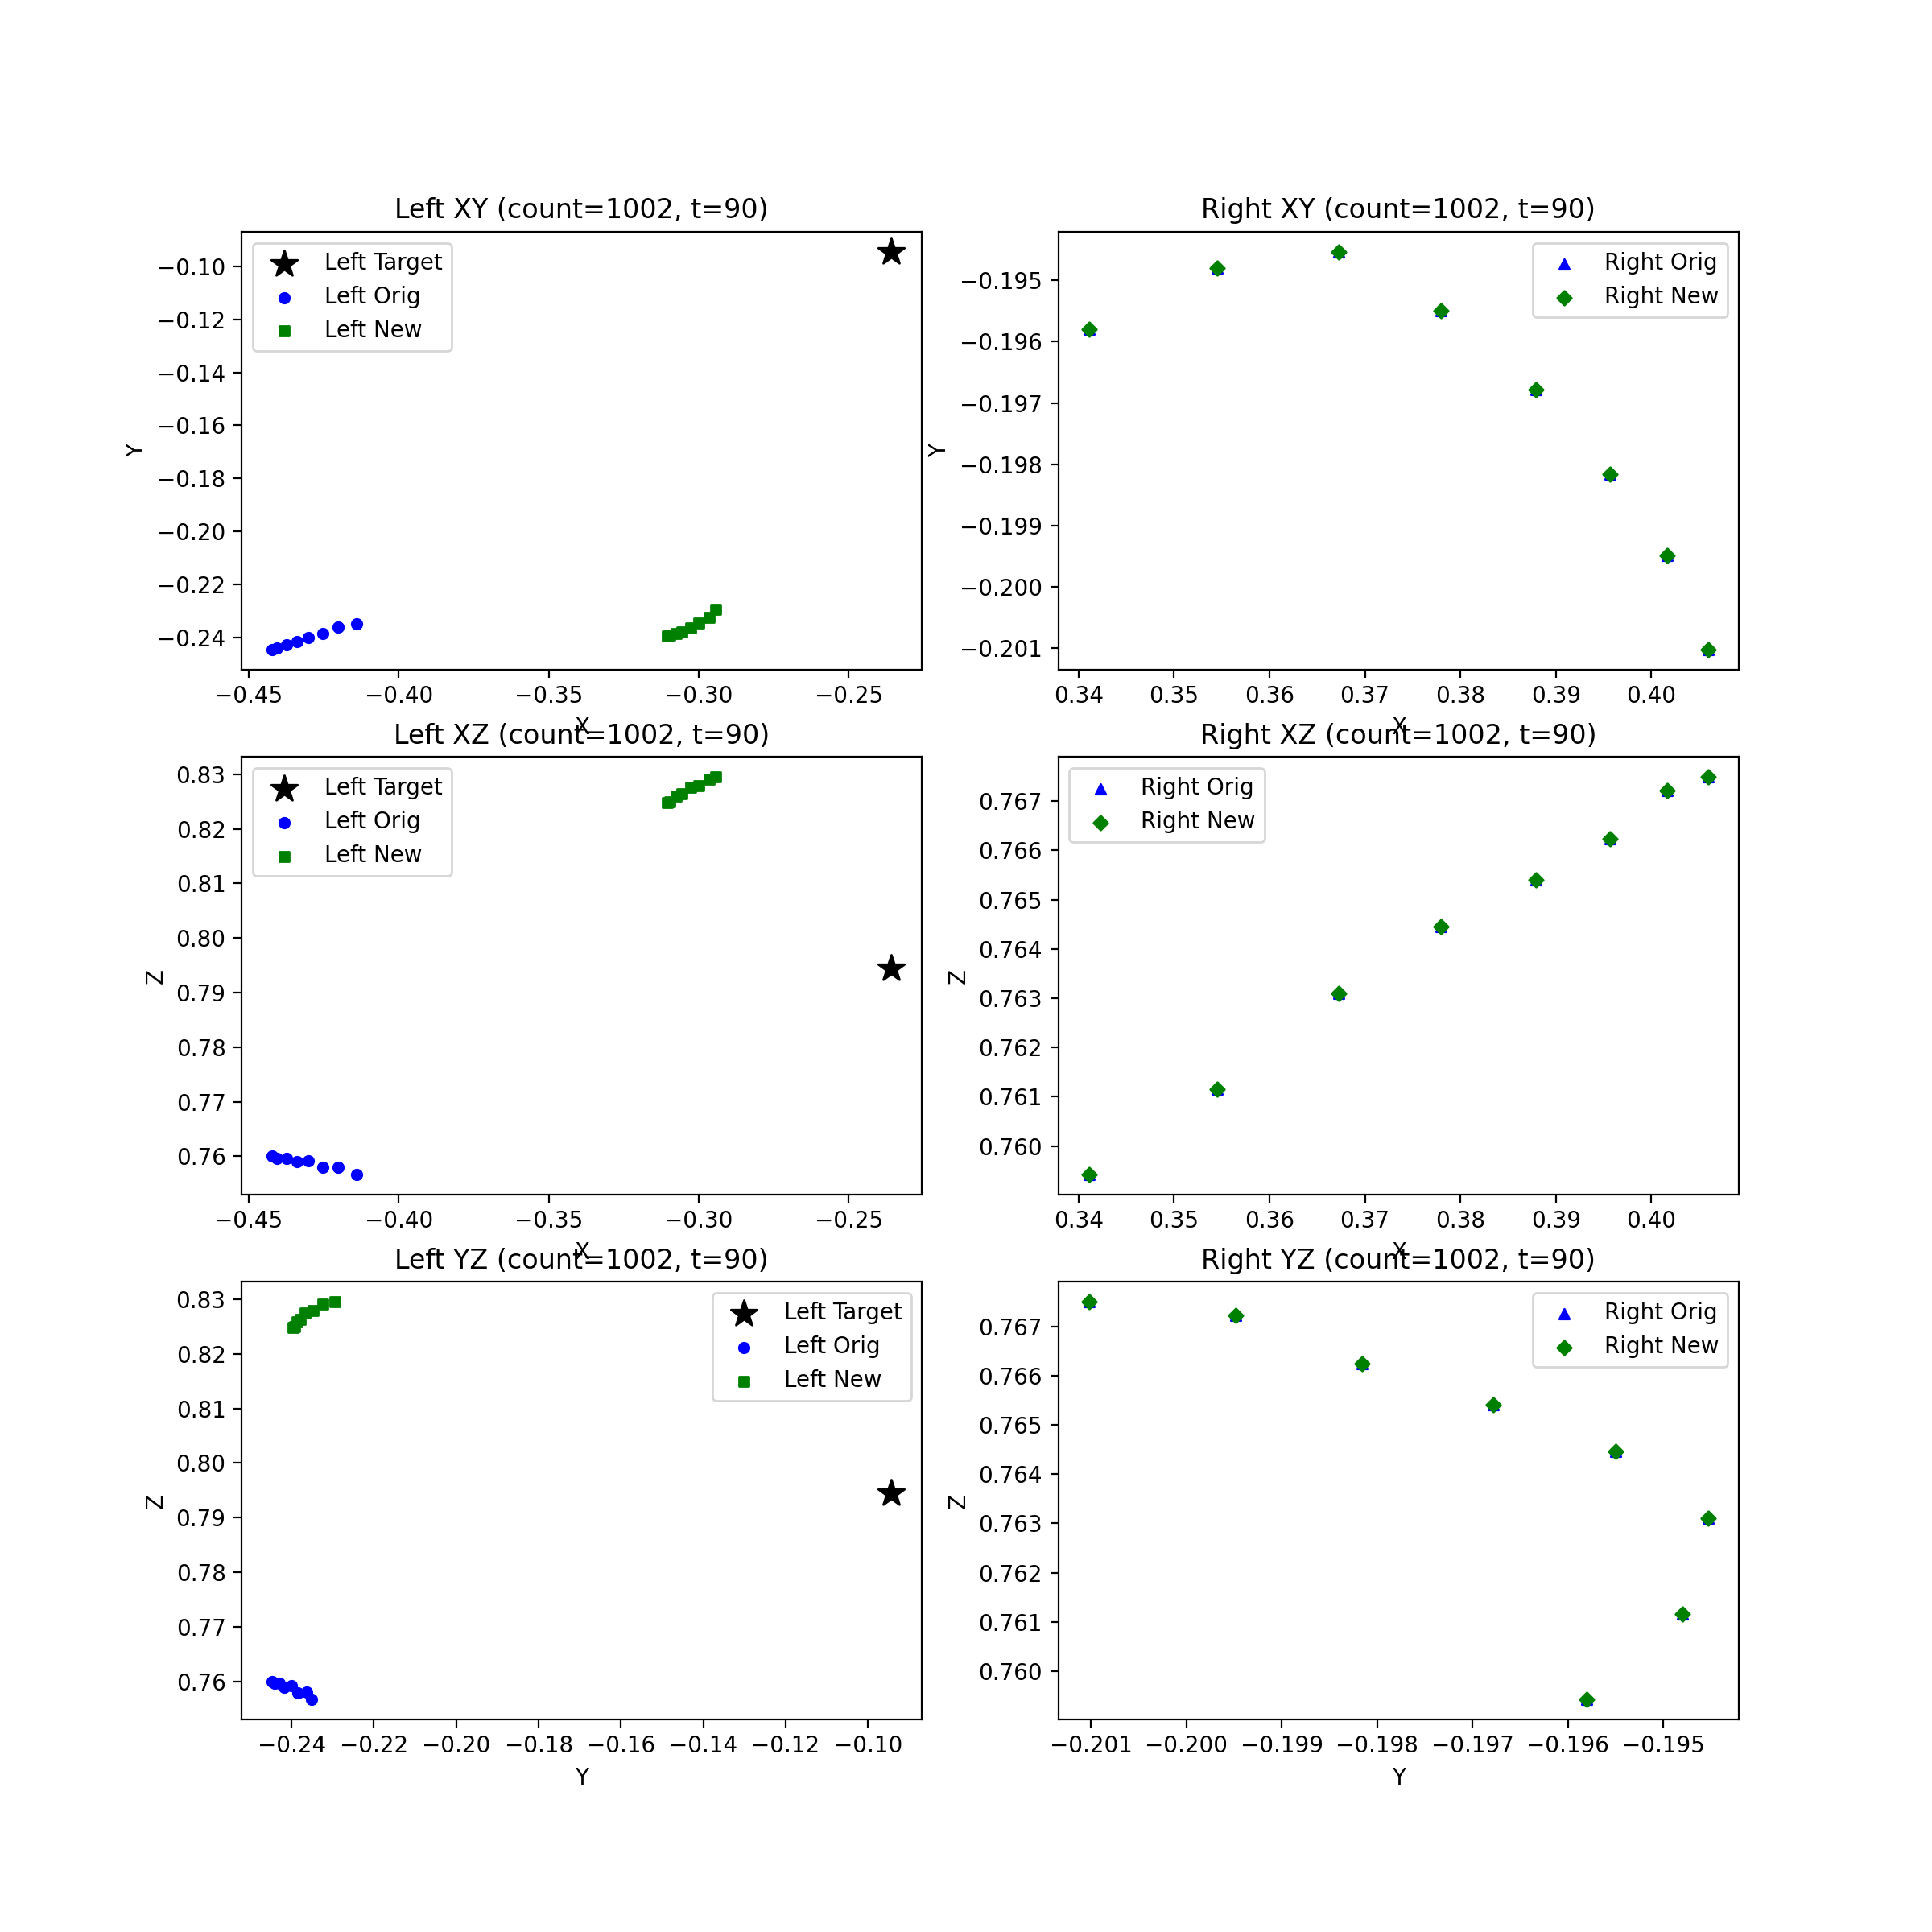 Left XY (count=1002, t=90)
Left Target
Left Orig
Left New
−0.10
−0.12
−0.14
−0.16
−0.18
−0.20
−0.22
−0.24
Y
−0.45 −0.40 −0.35 −0.30 −0.25
X
Right XY (count=1002, t=90)
Right Orig
Right New
−0.195
−0.196
−0.197
−0.198
−0.199
−0.200
−0.201
Y
0.34 0.35 0.36 0.37 0.38 0.39 0.40
X
Left XZ (count=1002, t=90)
Left Target
Left Orig
Left New
0.83
0.82
0.81
0.80
0.79
0.78
0.77
0.76
Z
−0.45 −0.40 −0.35 −0.30 −0.25
X
Right XZ (count=1002, t=90)
Right Orig
Right New
0.767
0.766
0.765
0.764
0.763
0.762
0.761
0.760
Z
0.34 0.35 0.36 0.37 0.38 0.39 0.40
X
Left YZ (count=1002, t=90)
Left Target
Left Orig
Left New
0.83
0.82
0.81
0.80
0.79
0.78
0.77
0.76
Z
−0.24 −0.22 −0.20 −0.18 −0.16 −0.14 −0.12 −0.10
Y
Right YZ (count=1002, t=90)
Right Orig
Right New
0.767
0.766
0.765
0.764
0.763
0.762
0.761
0.760
Z
−0.201 −0.200 −0.199 −0.198 −0.197 −0.196 −0.195
Y